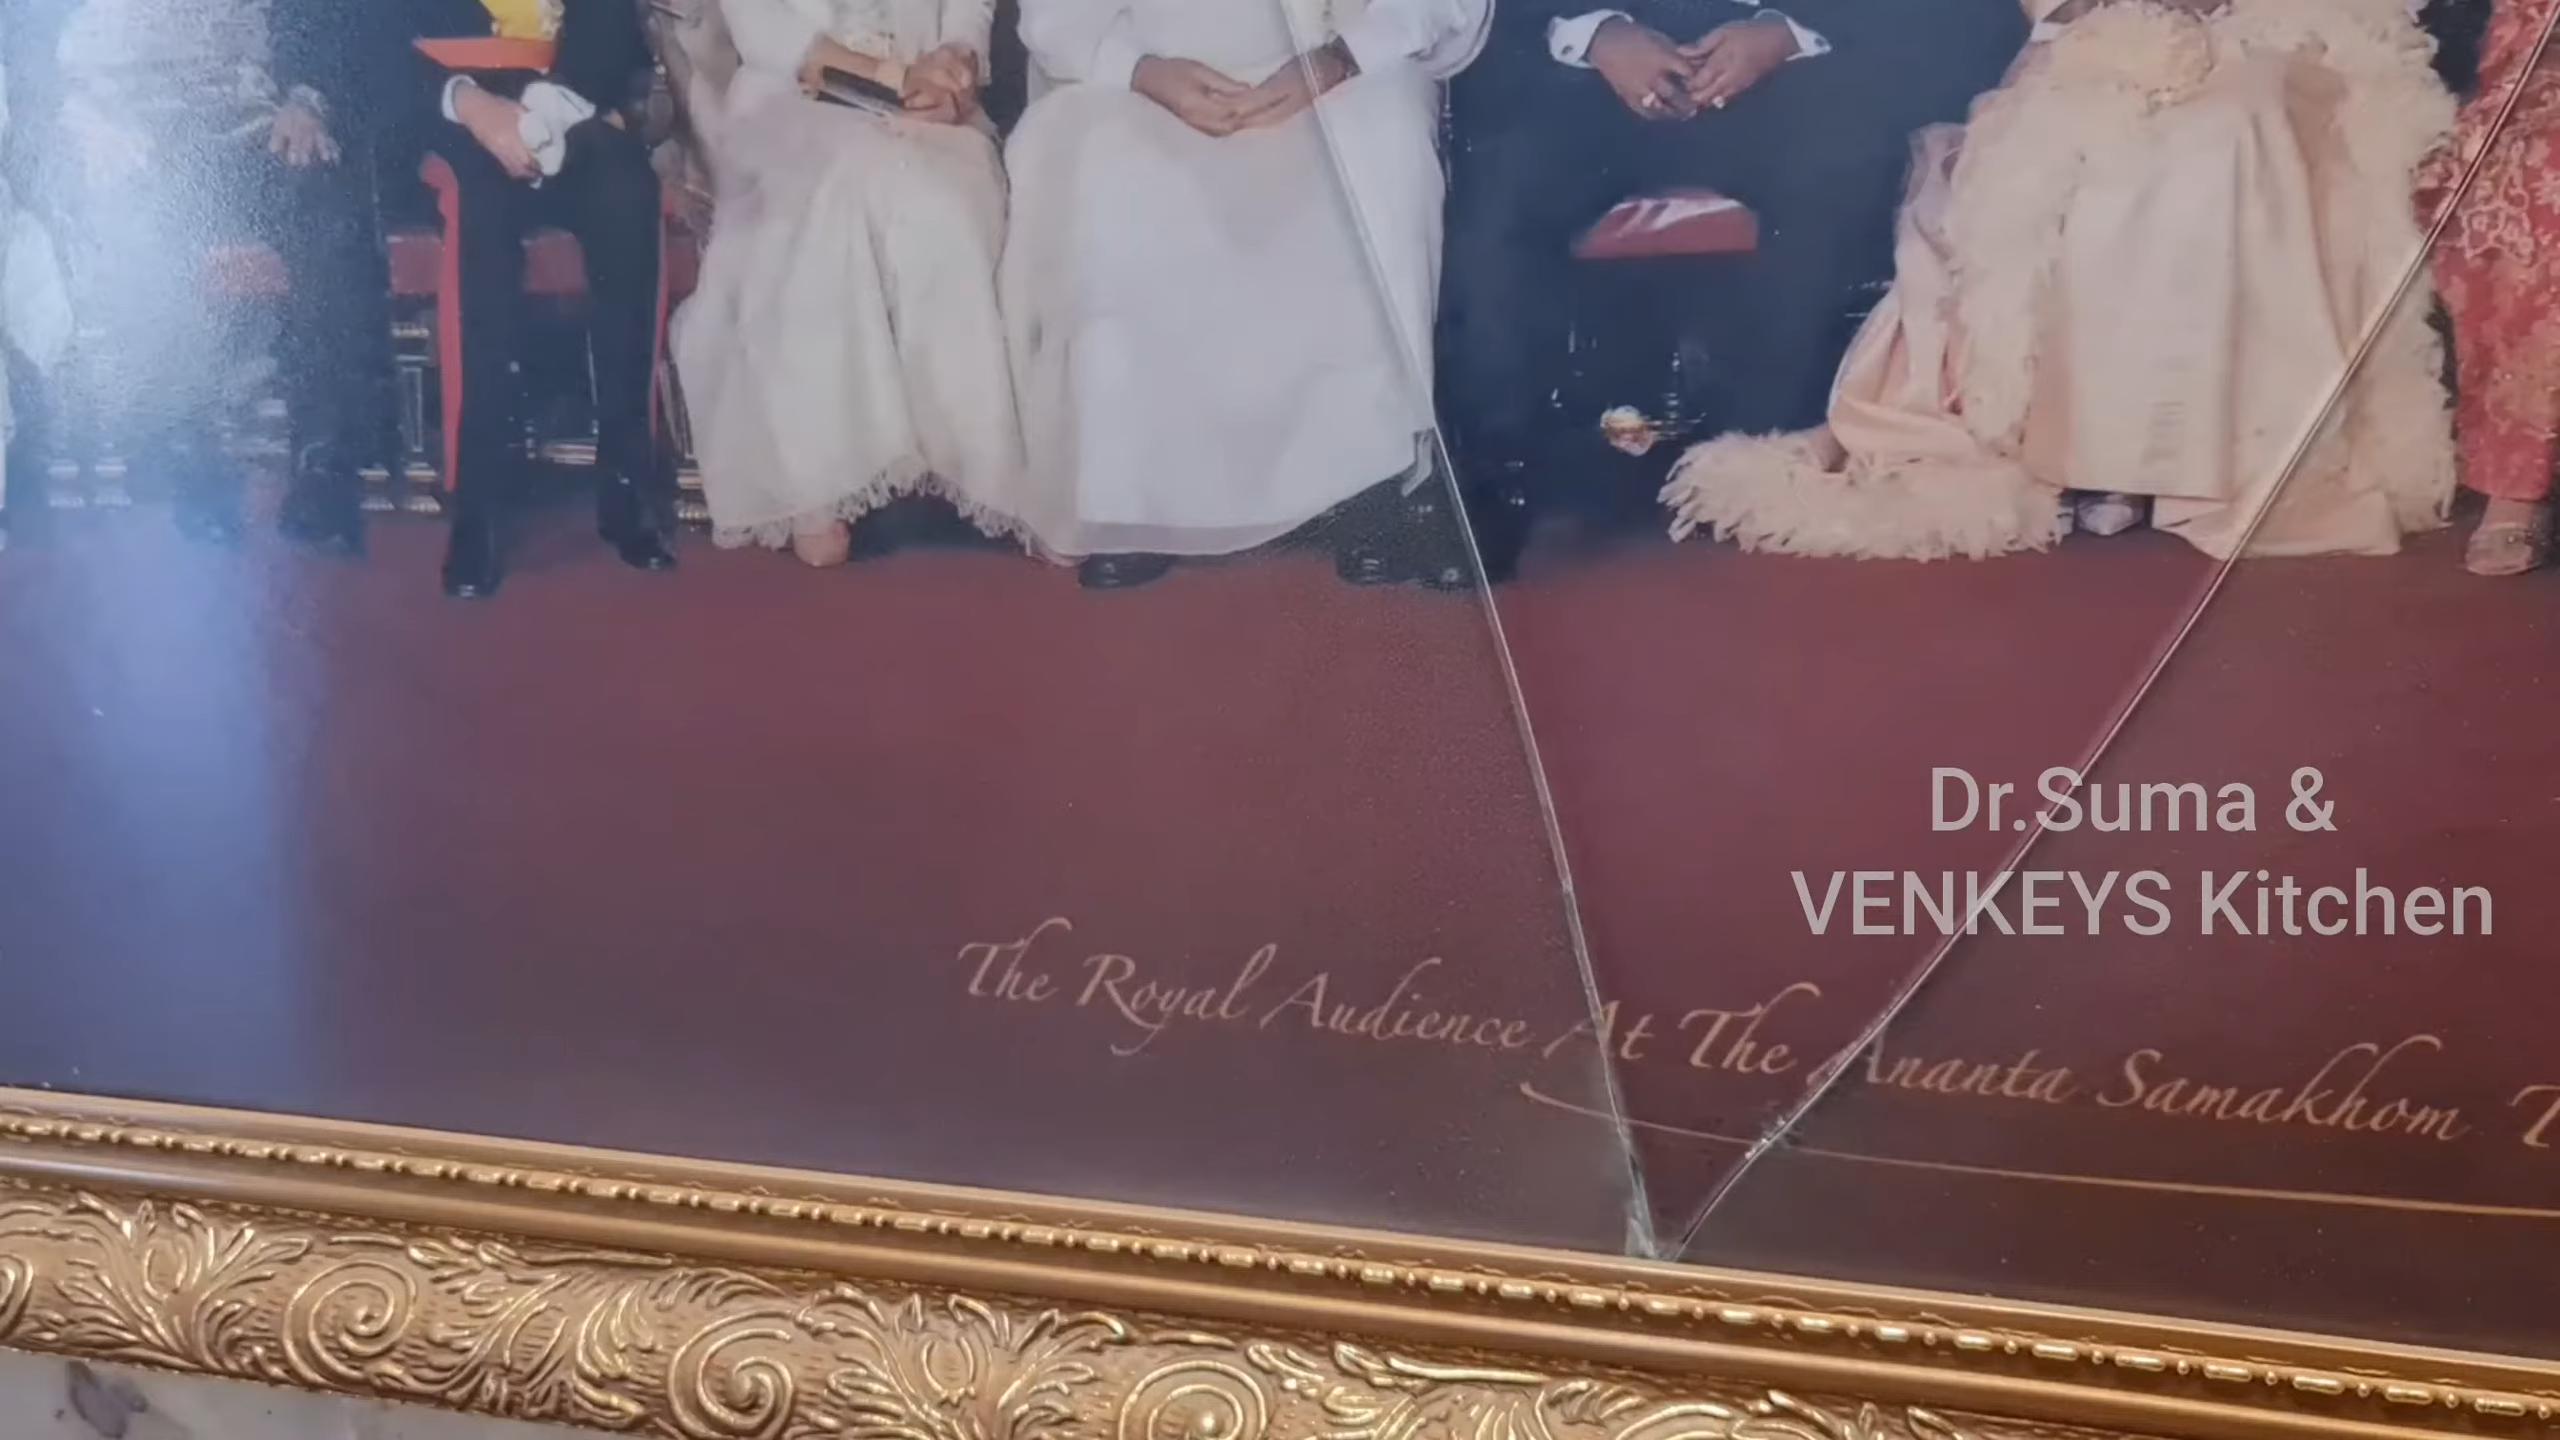 Dr.Suma &
VENKEYS Kitchen
The Royal Audience At The Ananta Samakhom